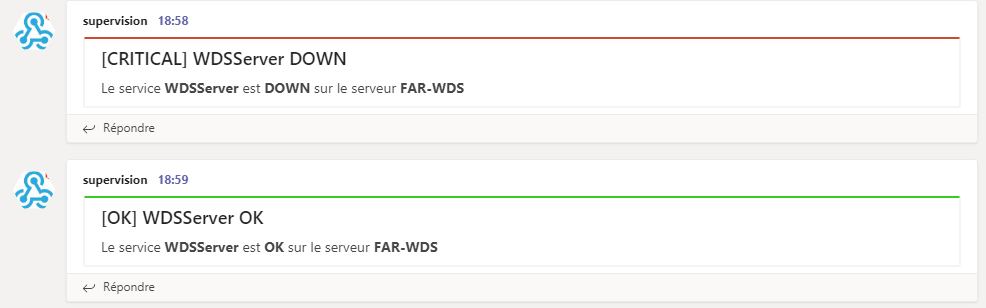 supervision 18:58
[CRITICAL] WDSServer DOWN
Le service WDSServer est DOWN sur le serveur FAR-WDS
Répondre
supervision 18:59
[OK] WDSServer OK
Le service WDSServer est OK sur le serveur FAR-WDS
Répondre